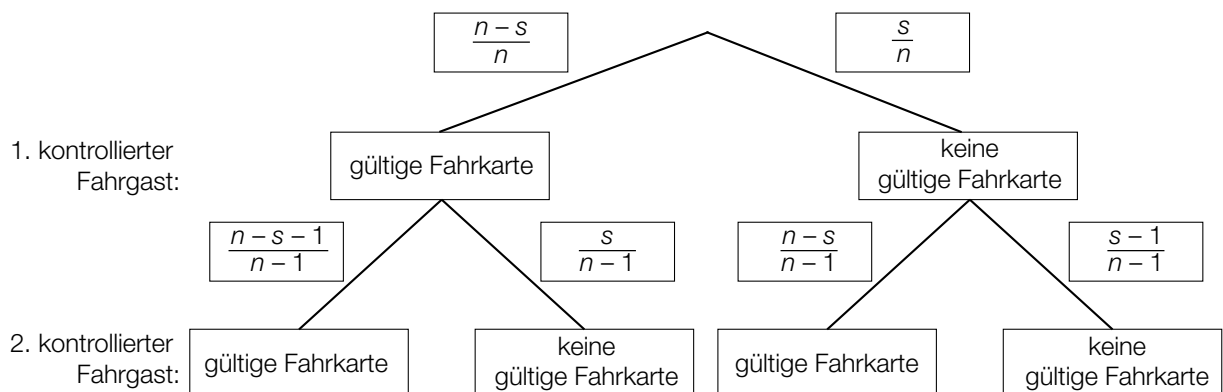 n – s
n
s
n
1. kontrollierter
Fahrgast:
gültige Fahrkarte
keine
gültige Fahrkarte
n – s – 1
n – 1
s
n – 1
n – s
n – 1
s – 1
n – 1
2. kontrollierter
Fahrgast:
gültige Fahrkarte
keine
gültige Fahrkarte
gültige Fahrkarte
keine
gültige Fahrkarte